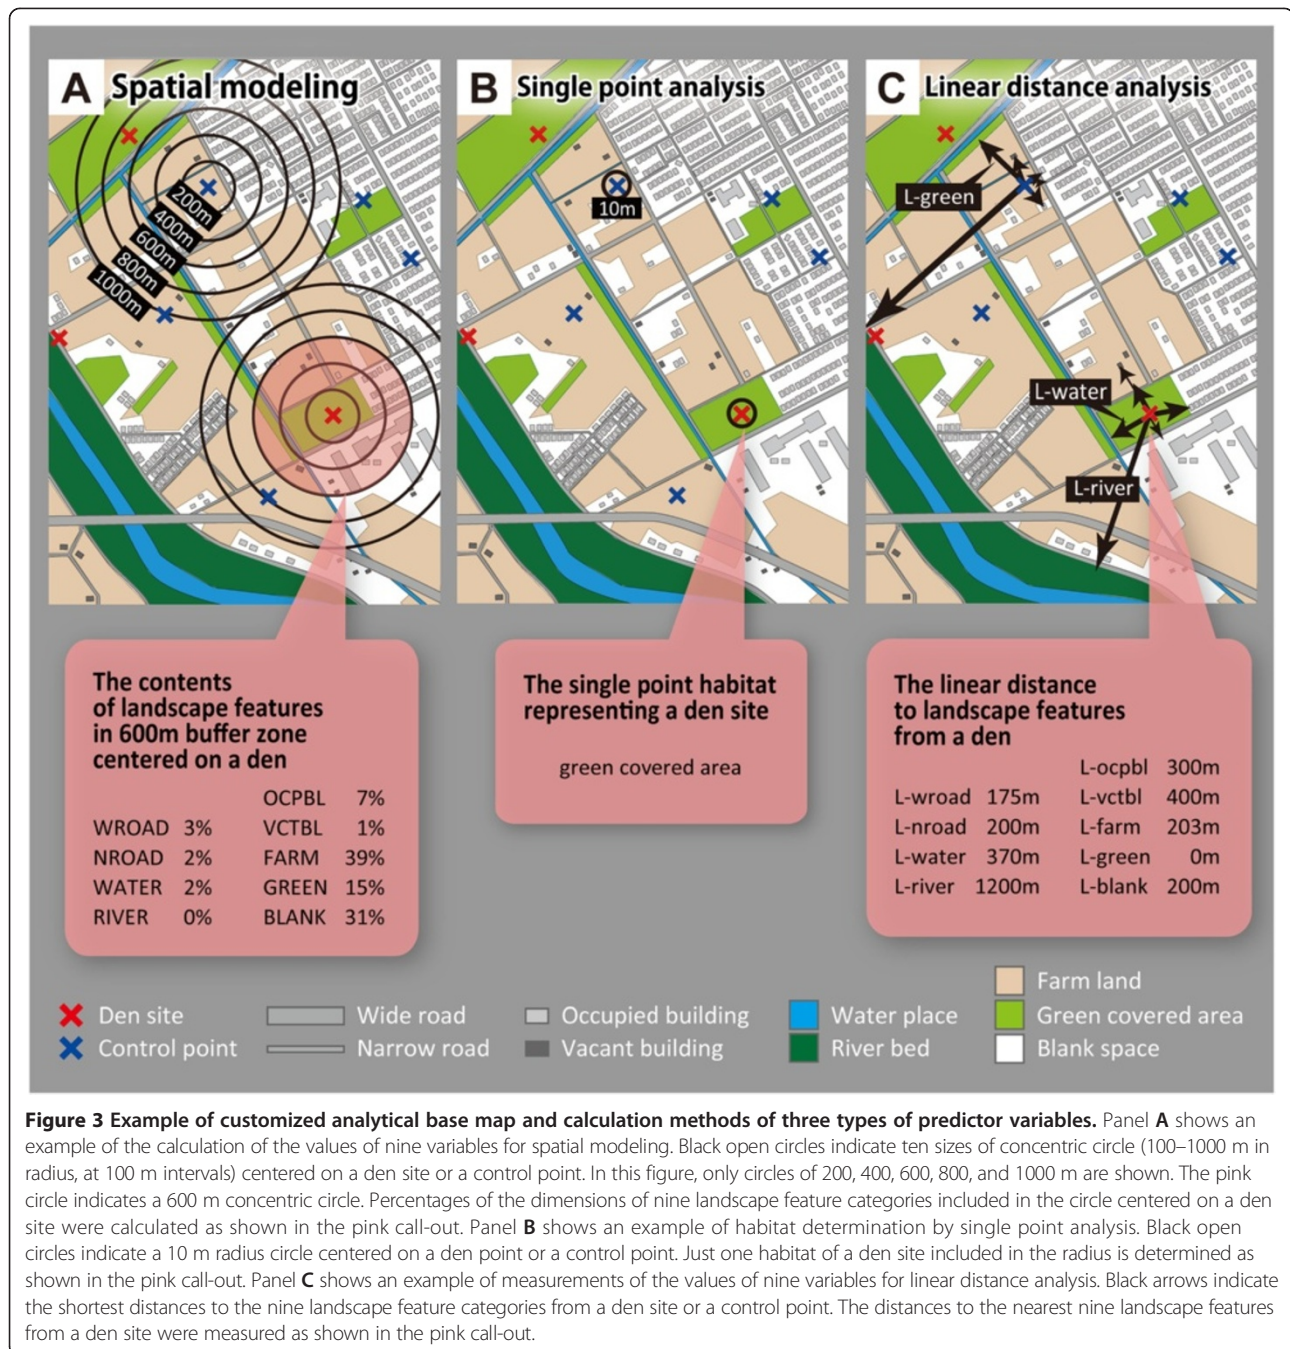 A Spatial modeling
200m
400m
600m
800m
1000m
B Single point analysis
10m
C Linear distance analysis
L-green
L-water
L-river
The contents
of landscape features
in 600m buffer zone
centered on a den
OCPBL 7%
WROAD 3% VCTBL 1%
NROAD 2% FARM 39%
WATER 2% GREEN 15%
RIVER 0% BLANK 31%
The single point habitat
representing a den site
green covered area
The linear distance
to landscape features
from a den
L-ocpbl 300m
L-wroad 175m L-vctbl 400m
L-nroad 200m L-farm 203m
L-water 370m L-green 0m
L-river 1200m L-blank 200m
Farm land
Den site Wide road Occupied building Water place Green covered area
Control point Narrow road Vacant building River bed Blank space
Figure 3 Example of customized analytical base map and calculation methods of three types of predictor variables. Panel A shows an
example of the calculation of the values of nine variables for spatial modeling. Black open circles indicate ten sizes of concentric circle (100–1000 m in
radius, at 100 m intervals) centered on a den site or a control point. In this figure, only circles of 200, 400, 600, 800, and 1000 m are shown. The pink
circle indicates a 600 m concentric circle. Percentages of the dimensions of nine landscape feature categories included in the circle centered on a den
site were calculated as shown in the pink call-out. Panel B shows an example of habitat determination by single point analysis. Black open
circles indicate a 10 m radius circle centered on a den point or a control point. Just one habitat of a den site included in the radius is determined as
shown in the pink call-out. Panel C shows an example of measurements of the values of nine variables for linear distance analysis. Black arrows indicate
the shortest distances to the nine landscape feature categories from a den site or a control point. The distances to the nearest nine landscape features
from a den site were measured as shown in the pink call-out.